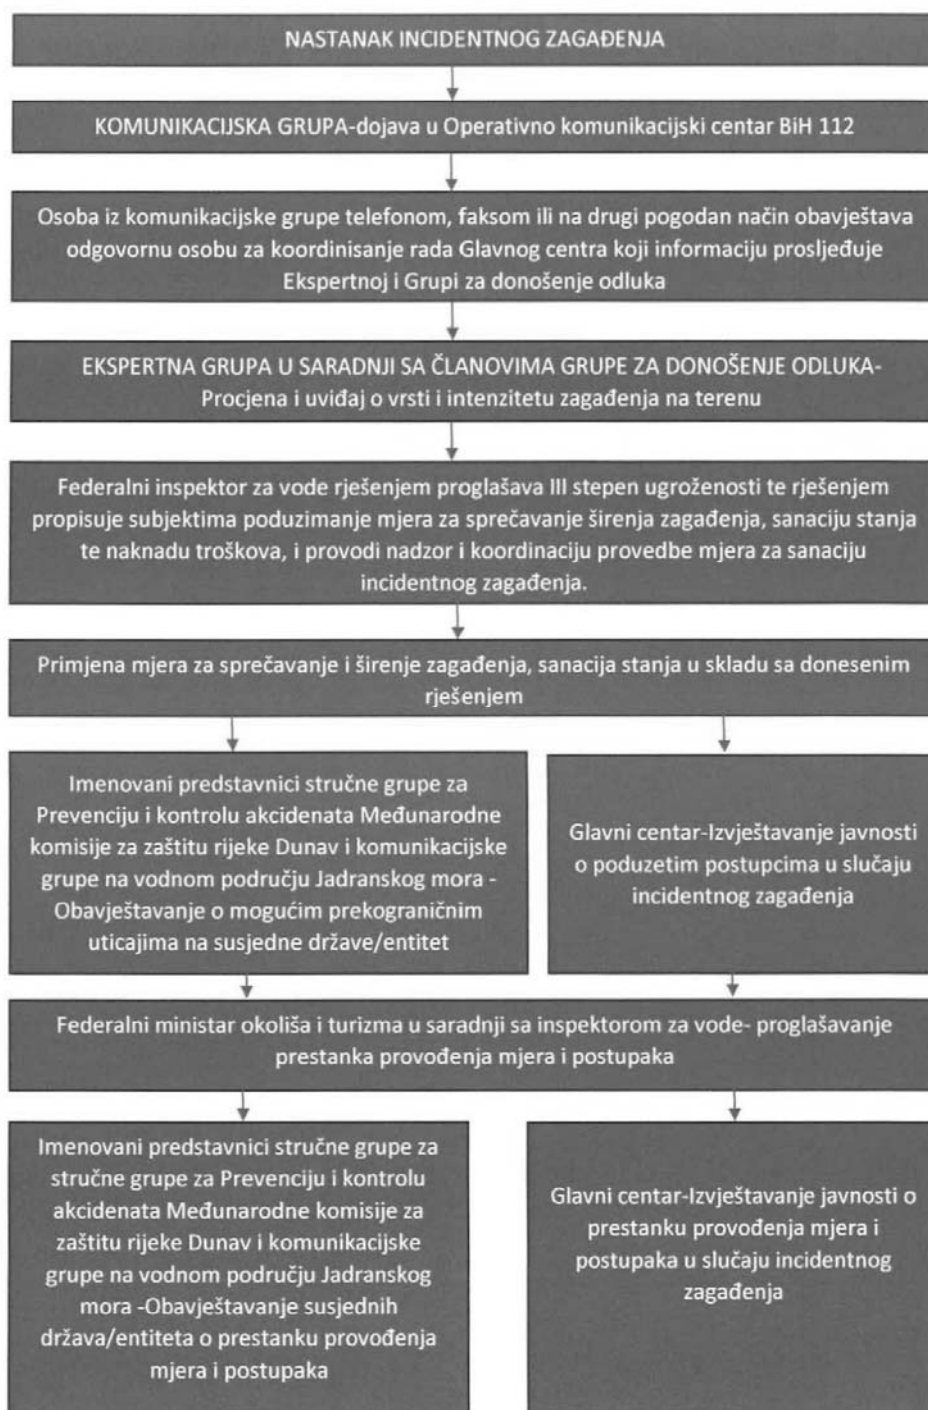 NASTANAK INCIDENTNOG ZAGAĐENJA
KOMUNIKACIJSKA GRUPA-dojava u Operativno komunikacijski centar BiH 112
Osoba iz komunikacijske grupe telefonom, faksom ili na drugi pogodan način obavještava
odgovornu osobu za koordinisanje rada Glavnog centra koji informaciju prosljeđuje
Ekspertnoj i Grupi za donošenje odluka
EKSPERTNA GRUPA U SARADNJI SA ČLANOVIMA GRUPE ZA DONOŠENJE ODLUKA-
Procjena i uviđaj o vrsti i intenzitetu zagađenja na terenu
Federalni inspektor za vode rješenjem proglašava III stepen ugroženosti te rješenjem
propisuje subjektima poduzimanje mjera za sprečavanje širenja zagađenja, sanaciju stanja
te naknadu troškova, i provodi nadzor i koordinaciju provedbe mjera za sanaciju
incidentnog zagađenja.
Primjena mjera za sprečavanje i širenje zagađenja, sanacija stanja u skladu sa donesenim
rješenjem
Imenovani predstavnici stručne grupe za
Prevenciju i kontrolu akcidenata Međunarodne
komisije za zaštitu rijeke Dunav i komunikacijske
grupe na vodnom području Jadranskog mora -
Obavještavanje o mogućim prekograničnim
uticajima na susjedne države/entitet
Glavni centar-Izvještavanje javnosti
o poduzetim postupcima u slučaju
incidentnog zagađenja
Federalni ministar okoliša i turizma u saradnji sa inspektorom za vode- proglašavanje
prestanka provođenja mjera i postupaka
Imenovani predstavnici stručne grupe za
stručne grupe za Prevenciju i kontrolu
akcidenata Međunarodne komisije za
zaštitu rijeke Dunav i komunikacijske
grupe na vodnom području Jadranskog
mora -Obavještavanje susjednih
država/entiteta o prestanku provođenja
mjera i postupaka
Glavni centar-Izvještavanje javnosti o
prestanku provođenja mjera i
postupaka u slučaju incidentnog
zagađenja